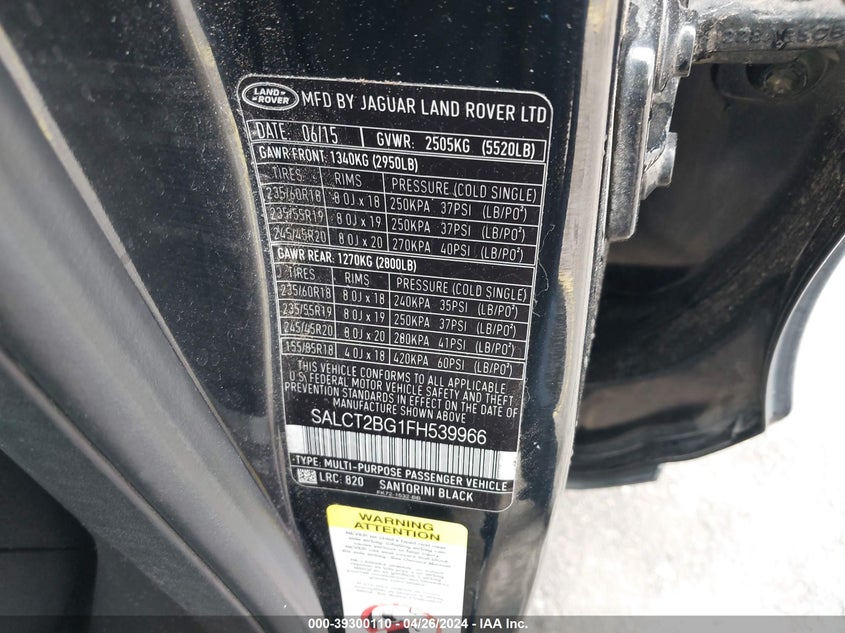 LAND-
ROVER
MFD BY JAGUAR LAND ROVER LTD
DATE: 06/15 GVWR: 2505KG (5520LB)
GAWR FRONT: 1340KG (2950LB)
TIRES RIMS PRESSURE (COLD SINGLE)
235/60R18 8.0J x 18 250KPA 37PSI (LB/PO²)
235/55R19 8.0J x 19 250KPA 37PSI (LB/PO²)
245/45R20 8.0J x 20 270KPA 40PSI (LB/PO²)
GAWR REAR: 1270KG (2800LB)
TIRES RIMS PRESSURE (COLD SINGLE)
235/60R18 8.0J x 18 240KPA 35PSI (LB/PO²)
235/55R19 8.0J x 19 250KPA 37PSI (LB/PO²)
245/45R20 8.0J x 20 280KPA 41PSI (LB/PO²)
155/85R18 4.0J x 18 420KPA 60PSI (LB/PO²)
THIS VEHICLE CONFORMS TO ALL APPLICABLE
U.S. FEDERAL MOTOR VEHICLE SAFETY AND THEFT
PREVENTION STANDARDS IN EFFECT ON THE DATE OF
MANUFACTURE SHOWN ABOVE
SALCT2BG1FH539966
TYPE: MULTI-PURPOSE PASSENGER VEHICLE
LRC: 820 SANTORINI BLACK
FK72-1532-BB
WARNING
ATTENTION
000-39300110 - 04/26/2024 - IAA Inc.